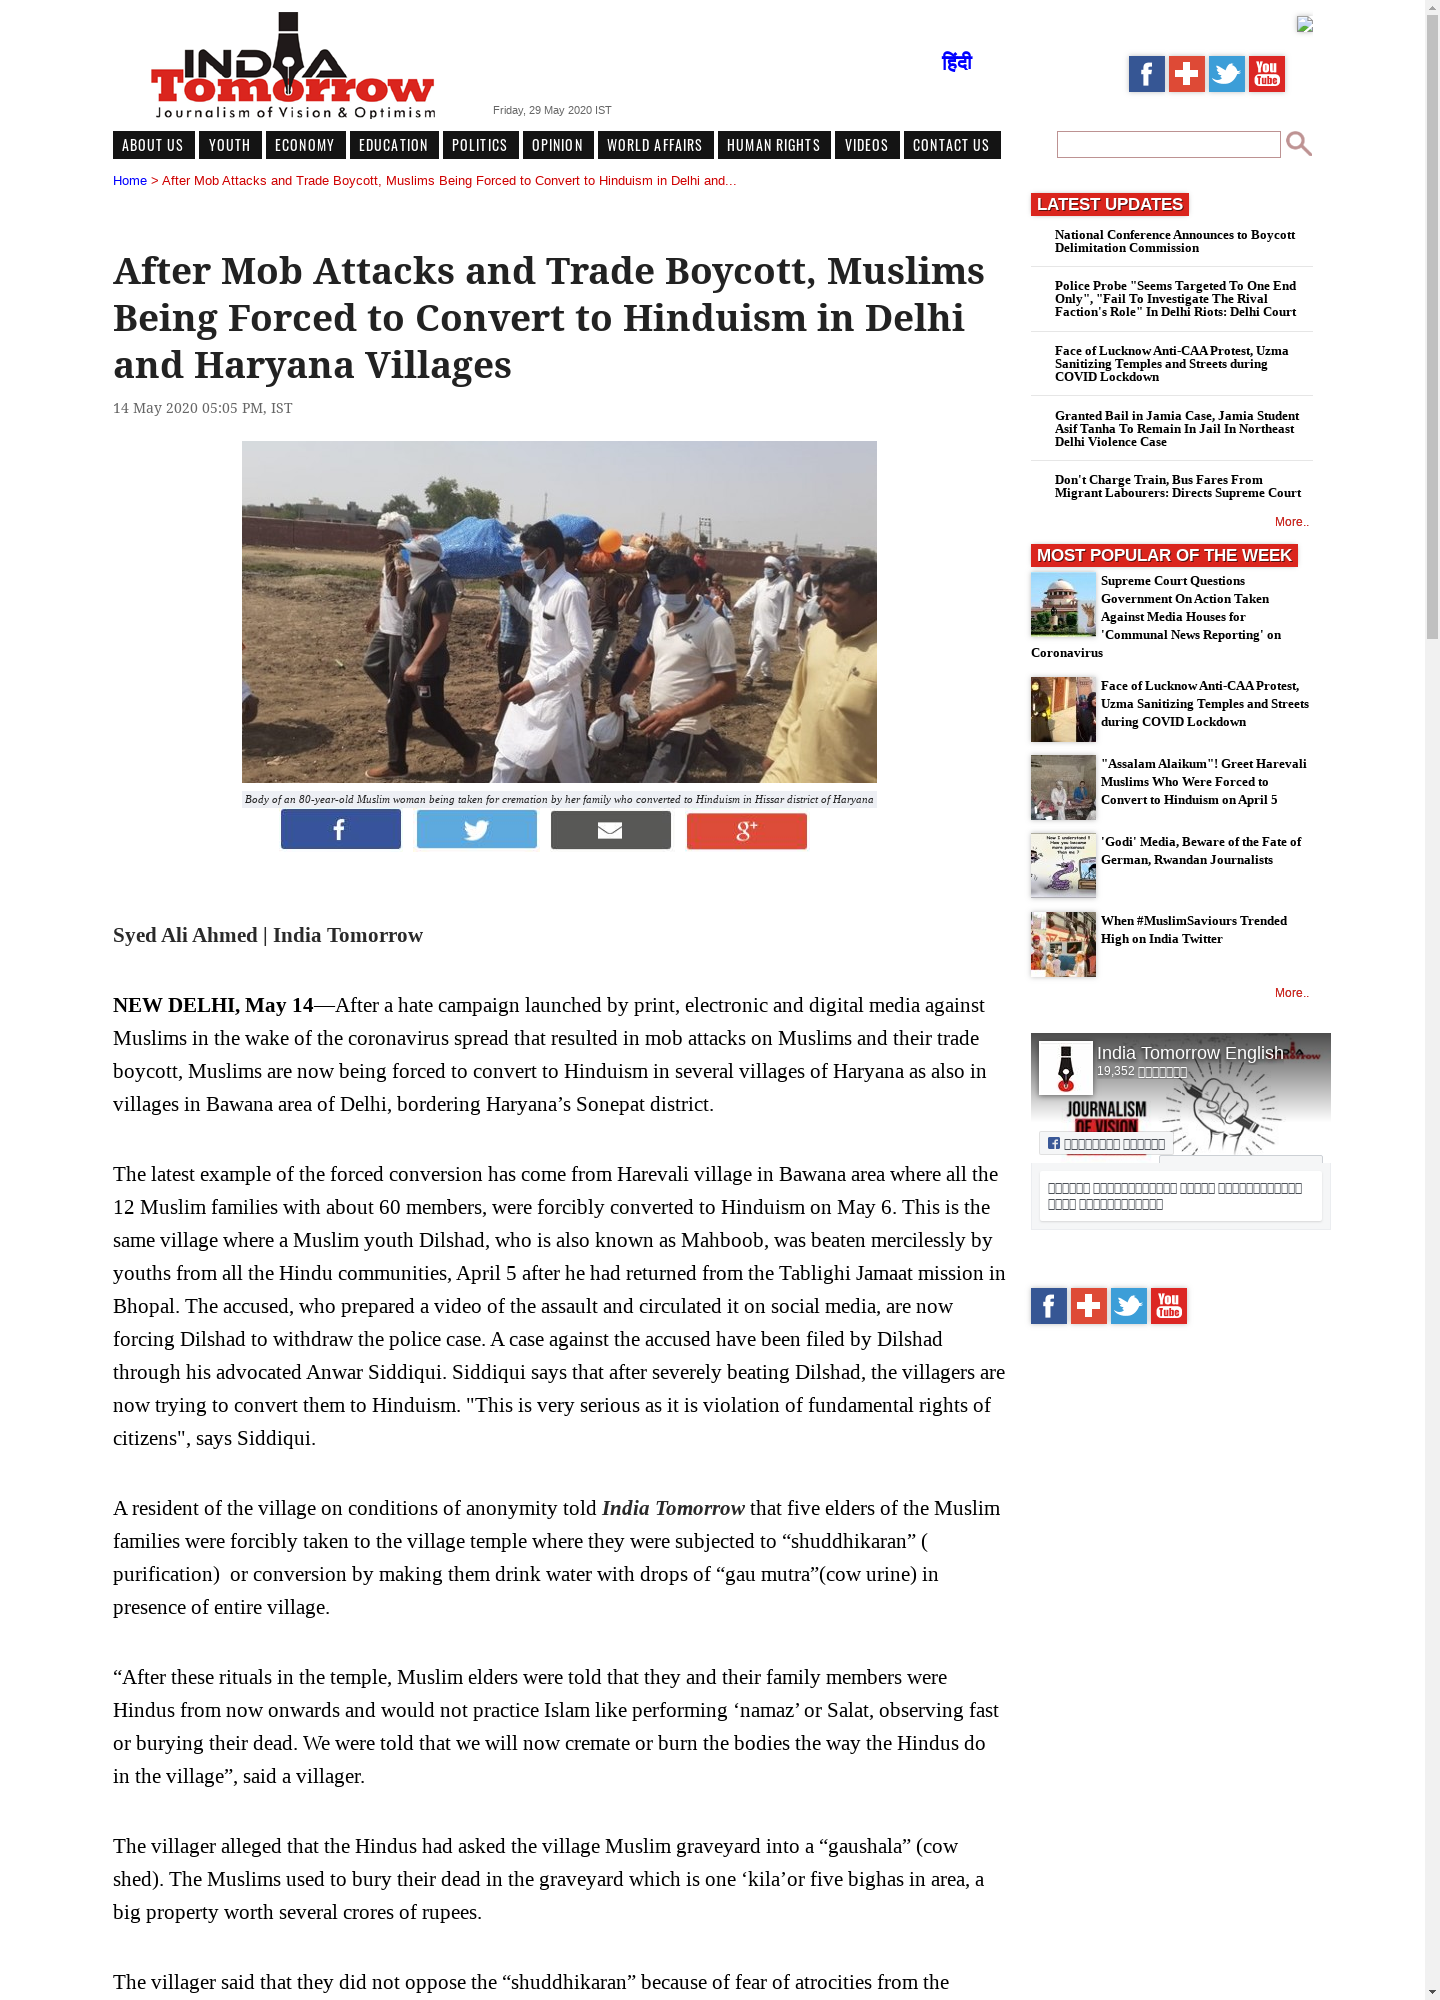 INDIA
Tomorrow
Journalism of Vision & Optimism
Friday, 29 May 2020 IST
हिंदी
ABOUT US YOUTH ECONOMY EDUCATION POLITICS OPINION WORLD AFFAIRS HUMAN RIGHTS VIDEOS CONTACT US
Home > After Mob Attacks and Trade Boycott, Muslims Being Forced to Convert to Hinduism in Delhi and...
After Mob Attacks and Trade Boycott, Muslims
Being Forced to Convert to Hinduism in Delhi
and Haryana Villages
14 May 2020 05:05 PM, IST
Body of an 80-year-old Muslim woman being taken for cremation by her family who converted to Hinduism in Hissar district of Haryana
Syed Ali Ahmed | India Tomorrow
NEW DELHI, May 14—After a hate campaign launched by print, electronic and digital media against
Muslims in the wake of the coronavirus spread that resulted in mob attacks on Muslims and their trade
boycott, Muslims are now being forced to convert to Hinduism in several villages of Haryana as also in
villages in Bawana area of Delhi, bordering Haryana’s Sonepat district.
The latest example of the forced conversion has come from Harevali village in Bawana area where all the
12 Muslim families with about 60 members, were forcibly converted to Hinduism on May 6. This is the
same village where a Muslim youth Dilshad, who is also known as Mahboob, was beaten mercilessly by
youths from all the Hindu communities, April 5 after he had returned from the Tablighi Jamaat mission in
Bhopal. The accused, who prepared a video of the assault and circulated it on social media, are now
forcing Dilshad to withdraw the police case. A case against the accused have been filed by Dilshad
through his advocated Anwar Siddiqui. Siddiqui says that after severely beating Dilshad, the villagers are
now trying to convert them to Hinduism. "This is very serious as it is violation of fundamental rights of
citizens", says Siddiqui.
A resident of the village on conditions of anonymity told India Tomorrow that five elders of the Muslim
families were forcibly taken to the village temple where they were subjected to “shuddhikaran” (
purification)  or conversion by making them drink water with drops of “gau mutra”(cow urine) in
presence of entire village.
“After these rituals in the temple, Muslim elders were told that they and their family members were
Hindus from now onwards and would not practice Islam like performing ‘namaz’ or Salat, observing fast
or burying their dead. We were told that we will now cremate or burn the bodies the way the Hindus do
in the village”, said a villager.
The villager alleged that the Hindus had asked the village Muslim graveyard into a “gaushala” (cow
shed). The Muslims used to bury their dead in the graveyard which is one ‘kila’or five bighas in area, a
big property worth several crores of rupees.
The villager said that they did not oppose the “shuddhikaran” because of fear of atrocities from the
You
Tube
LATEST UPDATES
National Conference Announces to Boycott
Delimitation Commission
Police Probe "Seems Targeted To One End
Only", "Fail To Investigate The Rival
Faction's Role" In Delhi Riots: Delhi Court
Face of Lucknow Anti-CAA Protest, Uzma
Sanitizing Temples and Streets during
COVID Lockdown
Granted Bail in Jamia Case, Jamia Student
Asif Tanha To Remain In Jail In Northeast
Delhi Violence Case
Don't Charge Train, Bus Fares From
Migrant Labourers: Directs Supreme Court
More..
MOST POPULAR OF THE WEEK
Supreme Court Questions
Government On Action Taken
Against Media Houses for
'Communal News Reporting' on
Coronavirus
Face of Lucknow Anti-CAA Protest,
Uzma Sanitizing Temples and Streets
during COVID Lockdown
"Assalam Alaikum"! Greet Harevali
Muslims Who Were Forced to
Convert to Hinduism on April 5
'Godi' Media, Beware of the Fate of
German, Rwandan Journalists
When #MuslimSaviours Trended
High on India Twitter
More..
India Tomorrow English
19,352
JOURNALISM
OF VISION
You
Tube